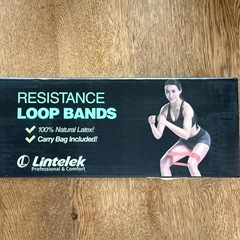 RESISTANCE
LOOP BANDS
100% Natural Latex!
Carry Bag Included!
Lintelek
Professional & Comfort